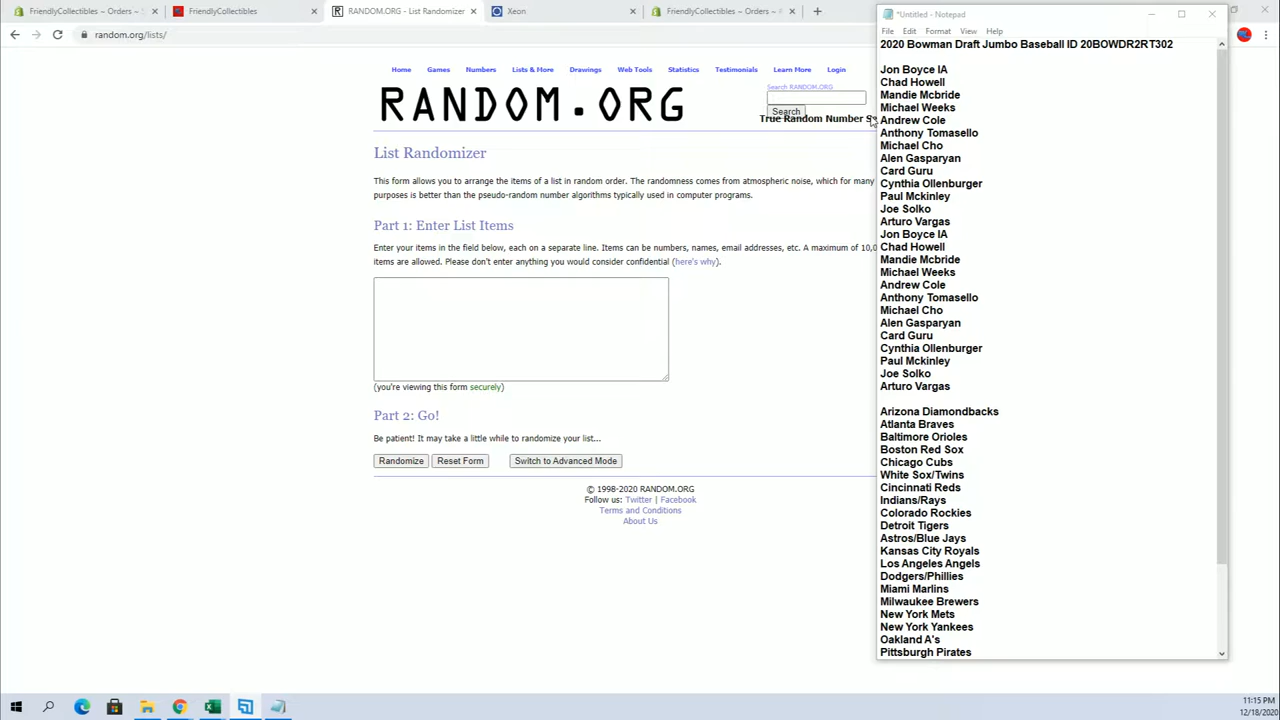 FriendlyCollectibles – Orders – S
FriendlyCollectibles
RANDOM.ORG - List Randomizer
Xeon
FriendlyCollectibles – Orders – A
random.org/lists/
Home Games Numbers Lists & More Drawings Web Tools Statistics Testimonials Learn More Login
Search RANDOM.ORG
RANDOM.ORG
Search
True Random Number
List Randomizer
This form allows you to arrange the items of a list in random order. The randomness comes from atmospheric noise, which for many
purposes is better than the pseudo-random number algorithms typically used in computer programs.
Part 1: Enter List Items
Enter your items in the field below, each on a separate line. Items can be numbers, names, email addresses, etc. A maximum of 10,0
items are allowed. Please don't enter anything you would consider confidential (here's why).
(you're viewing this form securely)
Part 2: Go!
Be patient! It may take a little while to randomize your list...
Randomize Reset Form Switch to Advanced Mode
© 1998-2020 RANDOM.ORG
Follow us: Twitter | Facebook
Terms and Conditions
About Us
*Untitled - Notepad
File Edit Format View Help
2020 Bowman Draft Jumbo Baseball ID 20BOWDR2RT302
Jon Boyce IA
Chad Howell
Mandie Mcbride
Michael Weeks
Andrew Cole
Anthony Tomasello
Michael Cho
Alen Gasparyan
Card Guru
Cynthia Ollenburger
Paul Mckinley
Joe Solko
Arturo Vargas
Jon Boyce IA
Chad Howell
Mandie Mcbride
Michael Weeks
Andrew Cole
Anthony Tomasello
Michael Cho
Alen Gasparyan
Card Guru
Cynthia Ollenburger
Paul Mckinley
Joe Solko
Arturo Vargas
Arizona Diamondbacks
Atlanta Braves
Baltimore Orioles
Boston Red Sox
Chicago Cubs
White Sox/Twins
Cincinnati Reds
Indians/Rays
Colorado Rockies
Detroit Tigers
Astros/Blue Jays
Kansas City Royals
Los Angeles Angels
Dodgers/Phillies
Miami Marlins
Milwaukee Brewers
New York Mets
New York Yankees
Oakland A's
Pittsburgh Pirates
11:15 PM
12/18/2020